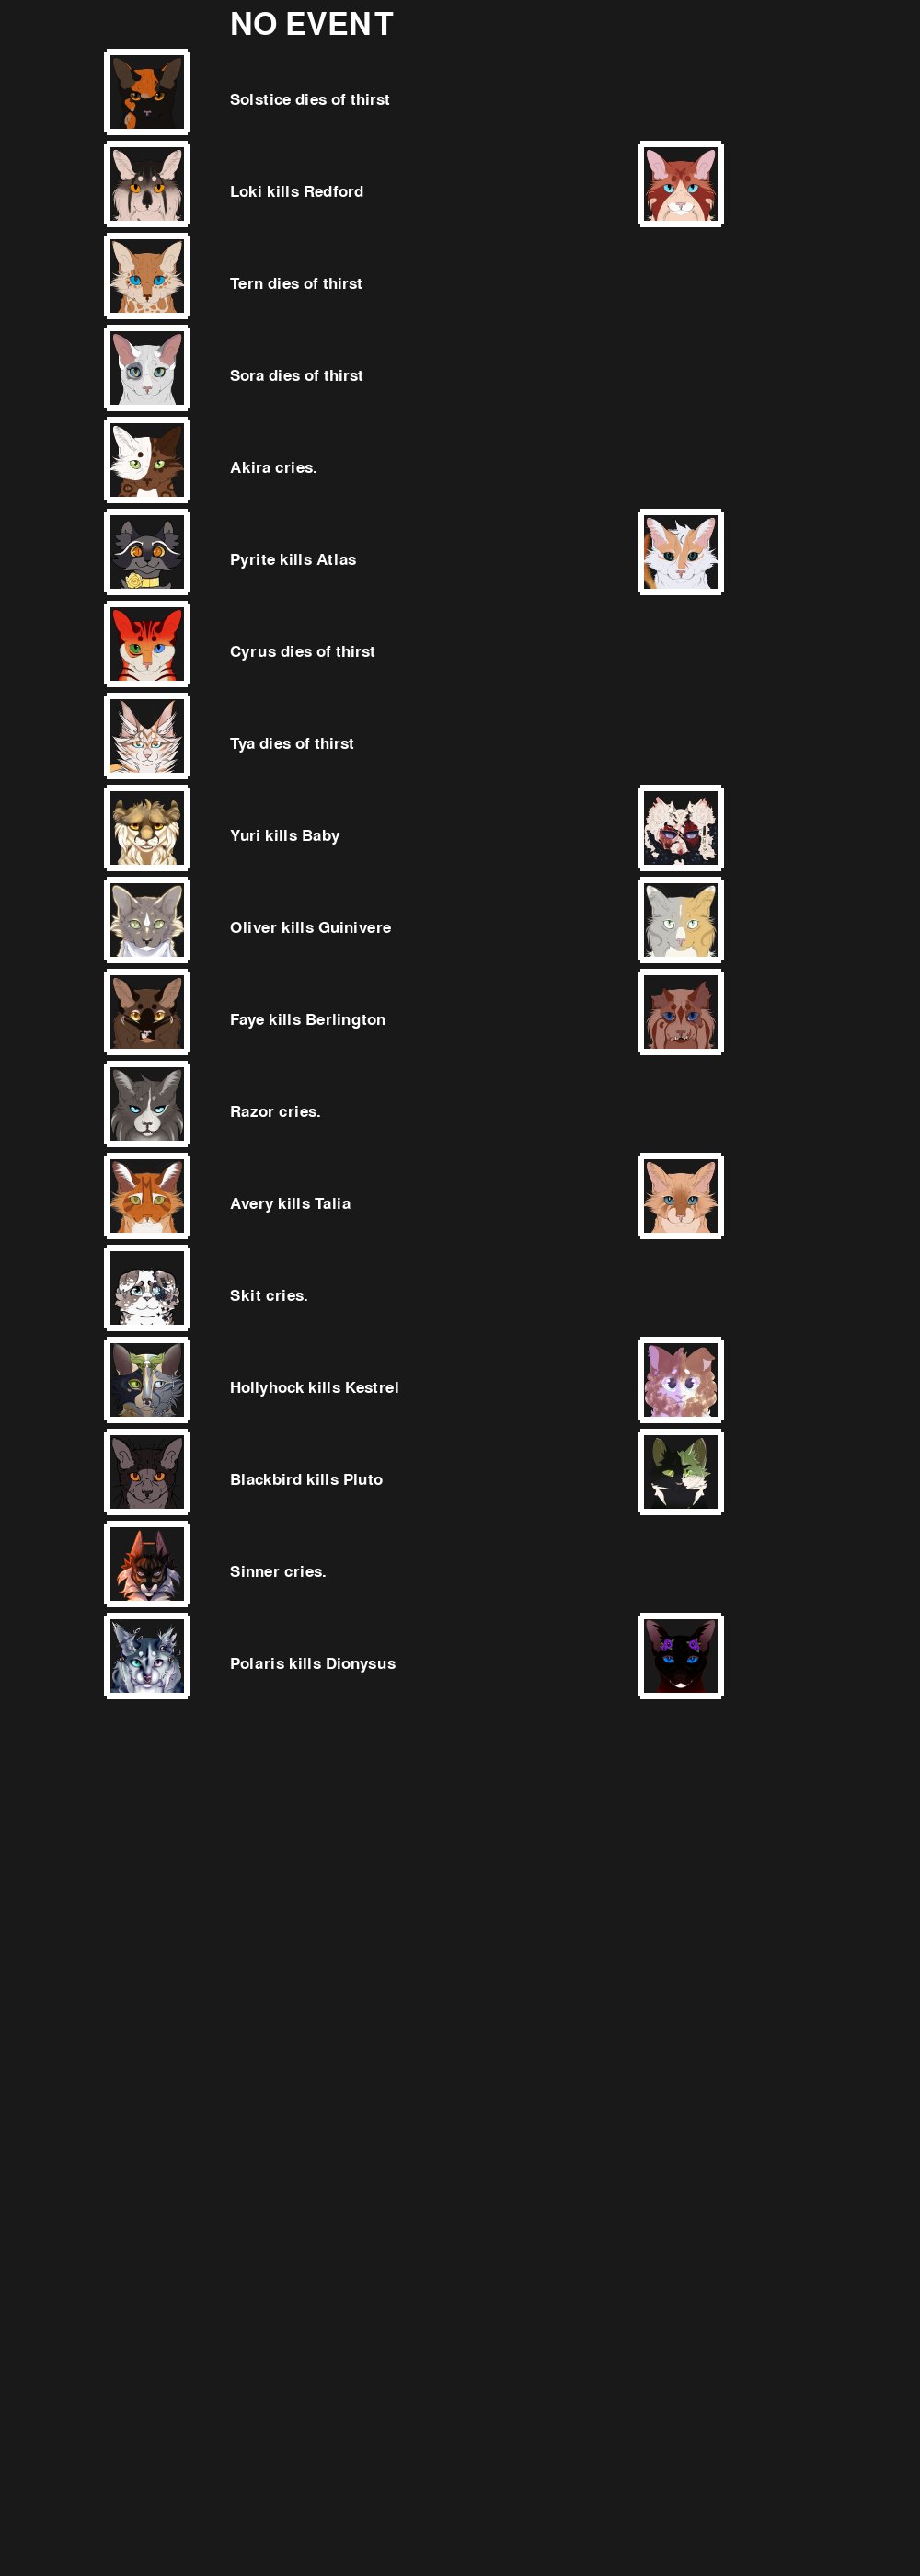 NO EVENT
Solstice dies of thirst
Loki kills Redford
Tern dies of thirst
Sora dies of thirst
Akira cries.
Pyrite kills Atlas
Cyrus dies of thirst
Tya dies of thirst
Yuri kills Baby
Oliver kills Guinivere
Faye kills Berlington
Razor cries.
Avery kills Talia
Skit cries.
Hollyhock kills Kestrel
Blackbird kills Pluto
Sinner cries.
Polaris kills Dionysus